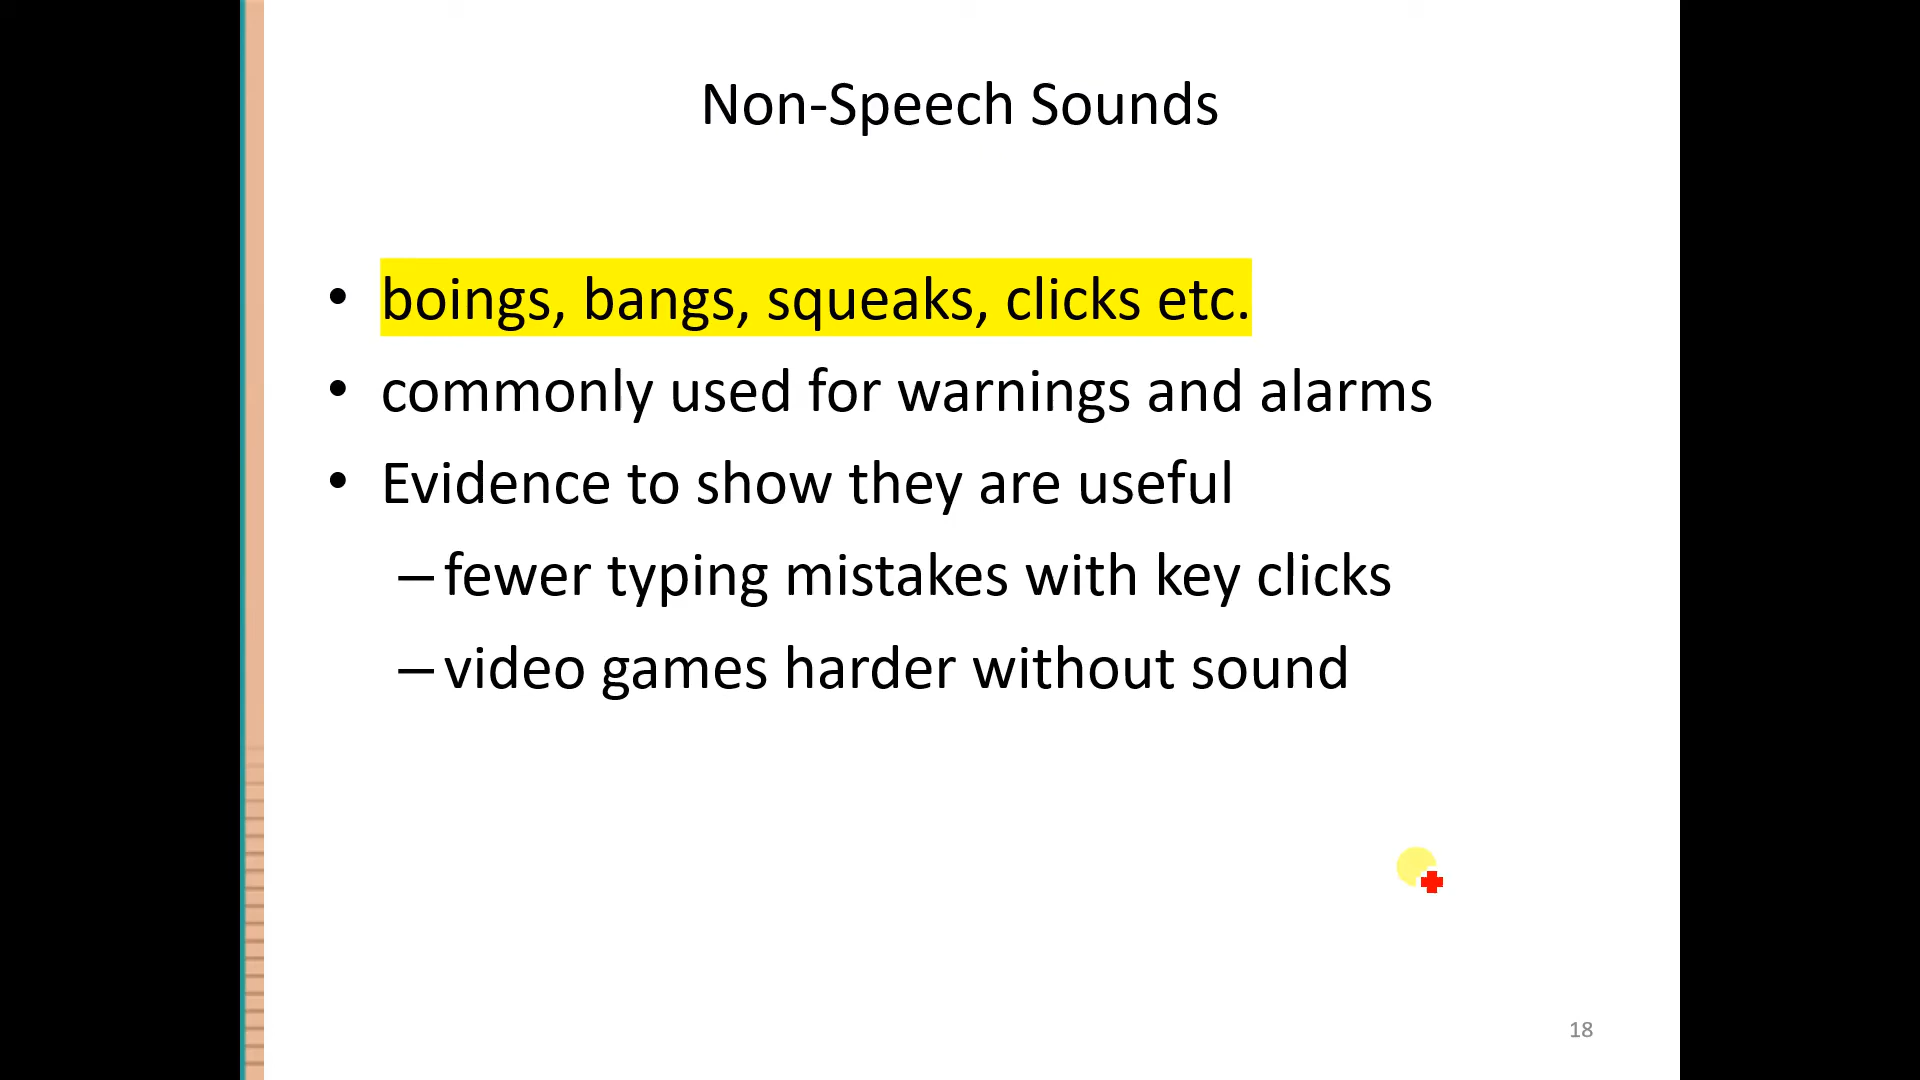 Non-Speech Sounds
• boings, bangs, squeaks, clicks etc.
• commonly used for warnings and alarms
• Evidence to show they are useful
– fewer typing mistakes with key clicks
– video games harder without sound
18